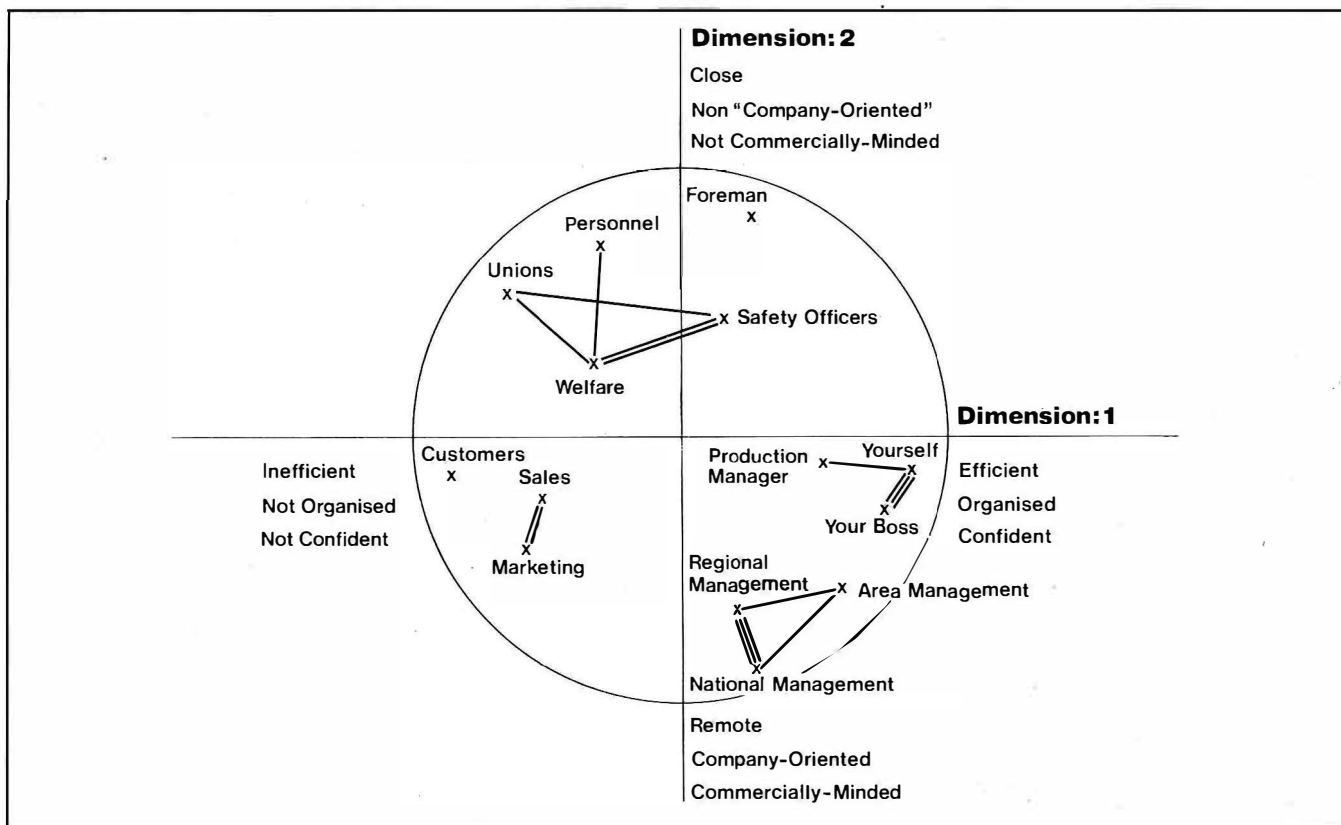 Dimension: 2
Close
Non "Company-Oriented"
Not Commercially-Minded
Foreman
Personnel
Unions
Safety Officers
Welfare
Dimension: 1
Customers
Sales
Marketing
Inefficient
Not Organised
Not Confident
Production
Manager
Yourself
Your Boss
Efficient
Organised
Confident
Regional
Management
Area Management
National Management
Remote
Company-Oriented
Commercially-Minded